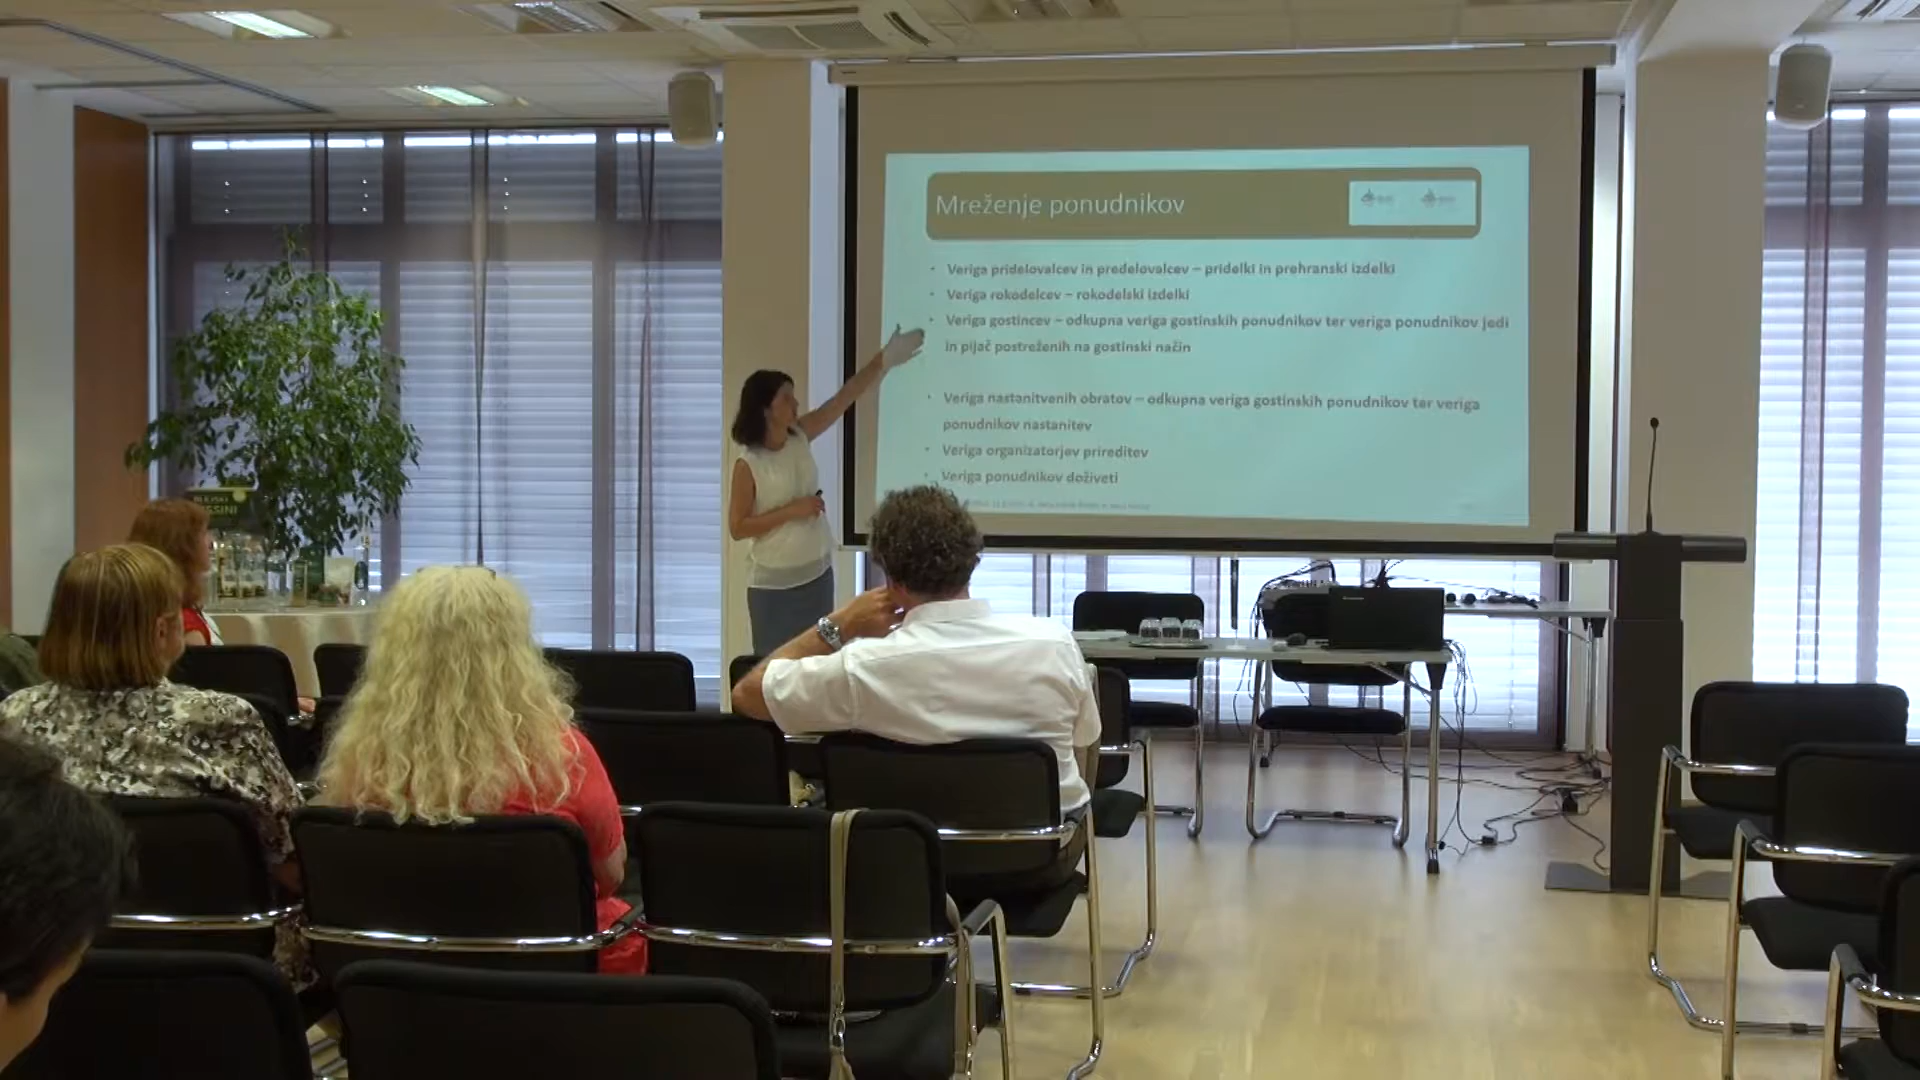 Mreženje ponudnikov
• Veriga pridelovalcev in predelovalcev – pridelki in prehranski izdelki
• Veriga rokodelcev – rokodelski izdelki
• Veriga gostincev – odkupna veriga gostinskih ponudnikov ter veriga ponudnikov jedi
in pijač postreženih na gostinski način
• Veriga nastanitvenih obratov – odkupna veriga gostinskih ponudnikov ter veriga
ponudnikov nastanitev
• Veriga organizatorjev prireditev
• Veriga ponudnikov doživeti